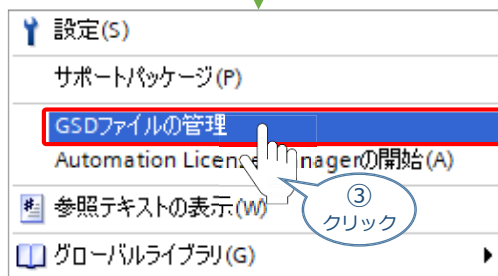 設定(S)
サポートパッケージ(P)
GSDファイルの管理
Automation License Managerの開始(A)
参照テキストの表示(W)
③
クリック
グローバルライブラリ(G)